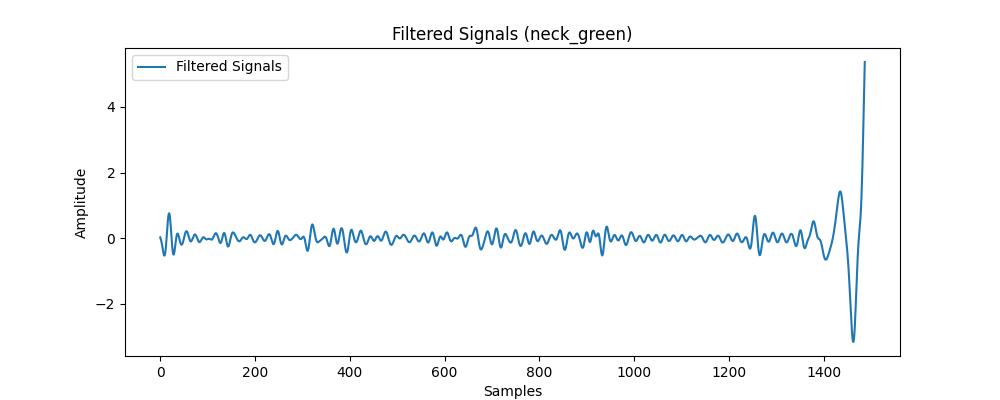 Filtered Signals (neck_green)
Filtered Signals
Amplitude
4
2
0
−2
0 200 400 600 800 1000 1200 1400
Samples